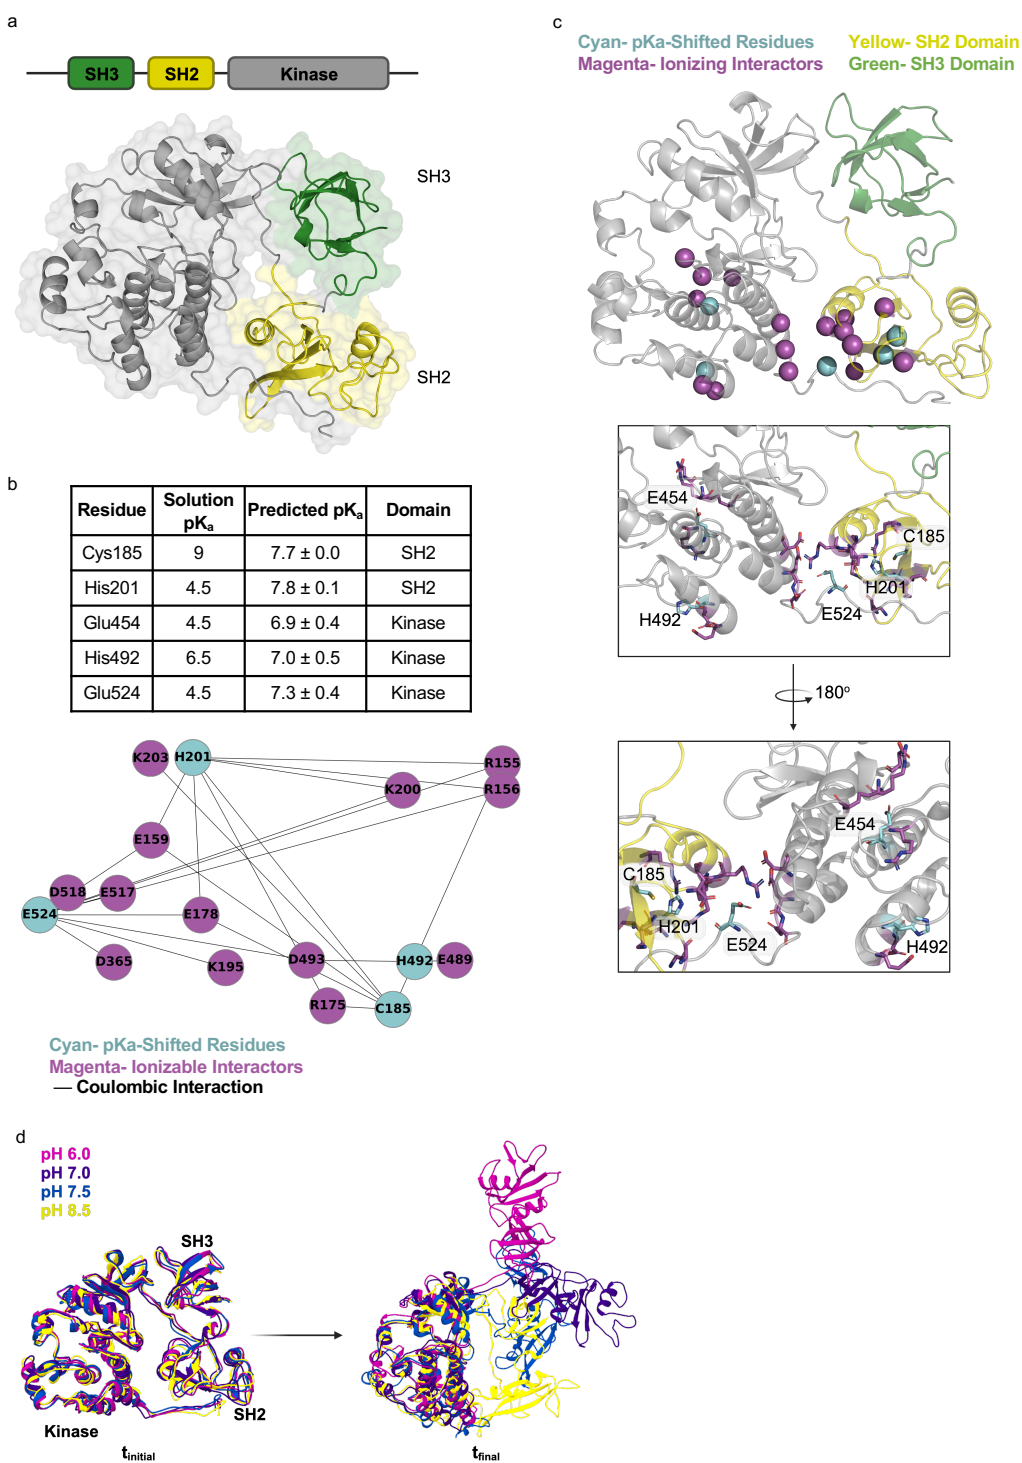 a
SH3
SH2
Kinase
SH3
SH2
b
Residue Solution pKa Predicted pKa Domain
Cys185 9 7.7 ± 0.0 SH2
His201 4.5 7.8 ± 0.1 SH2
Glu454 4.5 6.9 ± 0.4 Kinase
His492 6.5 7.0 ± 0.5 Kinase
Glu524 4.5 7.3 ± 0.4 Kinase
K203
H201
R155
K200
R156
E159
D518
E517
E524
E178
D365
K195
D493
H492
E489
R175
C185
Cyan- pKa-Shifted Residues
Magenta- Ionizable Interactors
— Coulombic Interaction
c
Cyan- pKa-Shifted Residues
Magenta- Ionizing Interactors
Yellow- SH2 Domain
Green- SH3 Domain
E454
C185
H201
E524
H492
180º
E454
C185
H201
E524
H492
d
pH 6.0
pH 7.0
pH 7.5
pH 8.5
SH3
SH2
Kinase
tinitial
tfinal